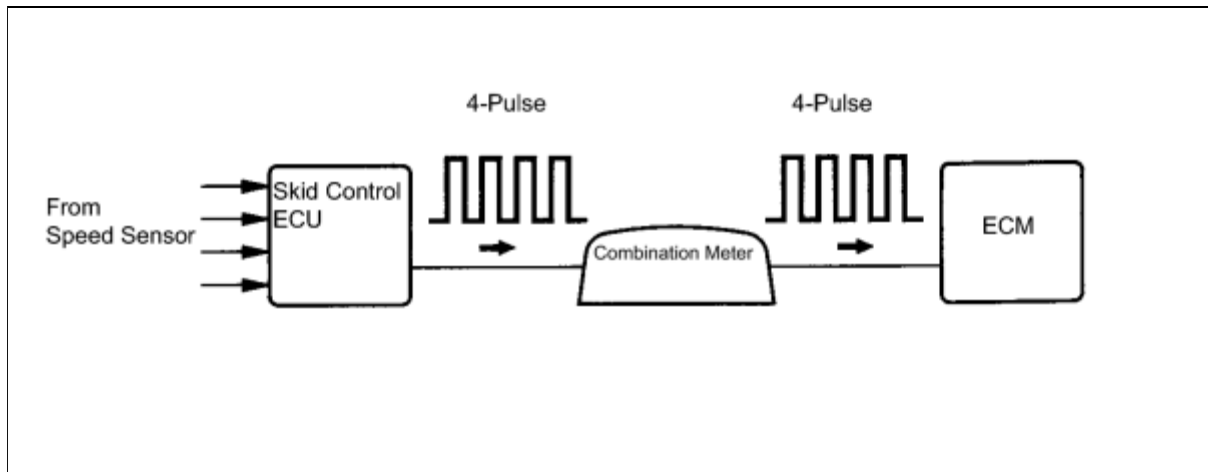 4-Pulse
4-Pulse
From
Speed Sensor
Skid Control
ECU
Combination Meter
ECM